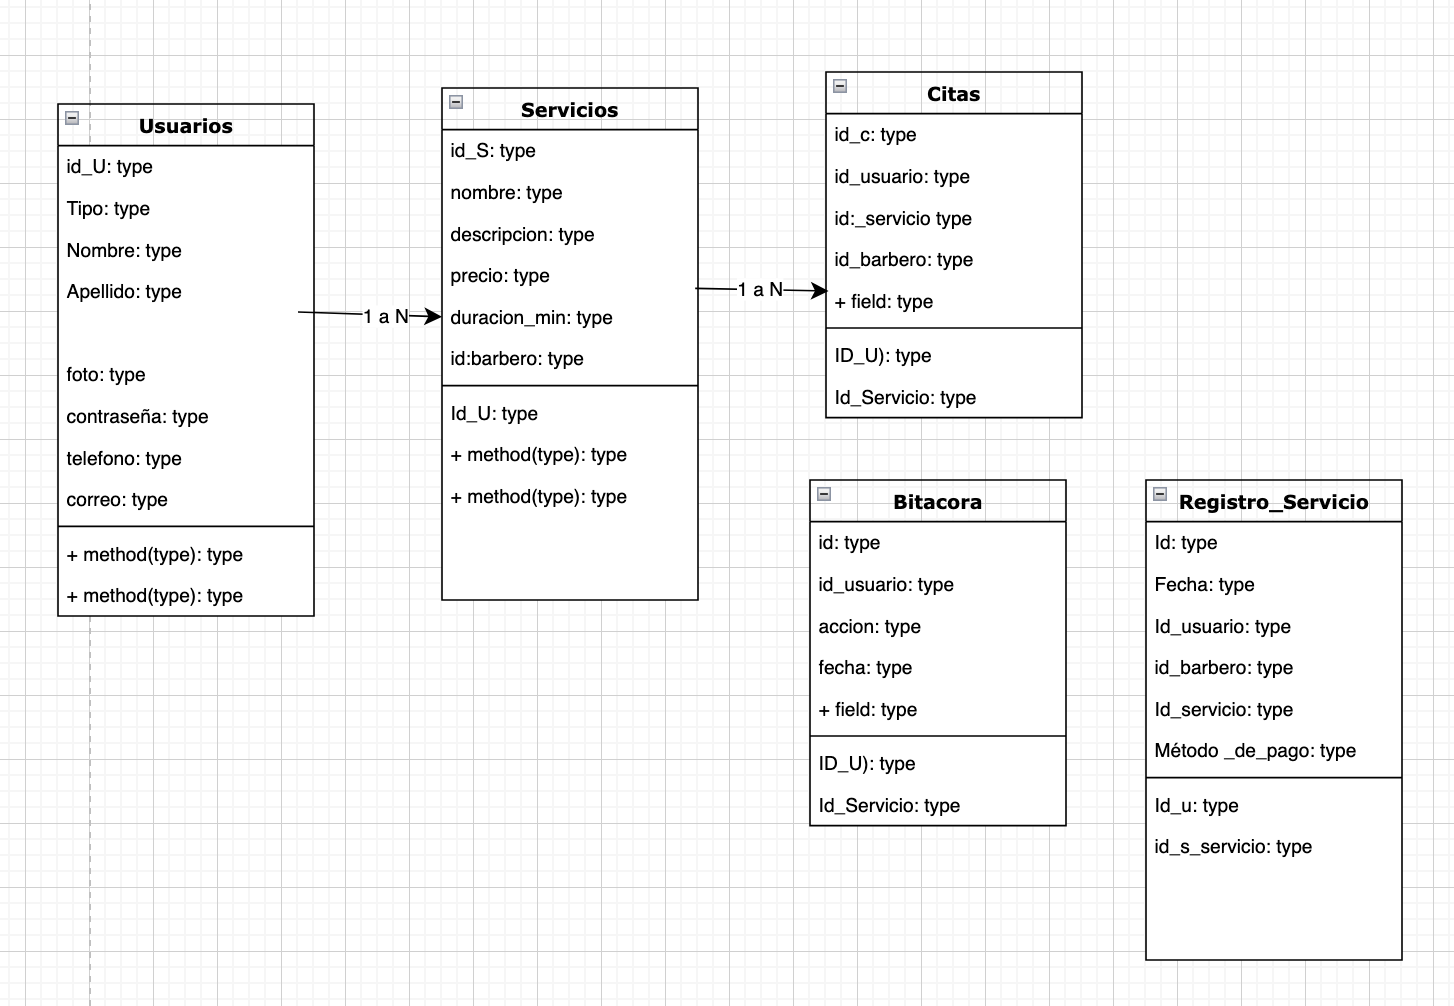 Usuarios
id_U: type
Tipo: type
Nombre: type
Apellido: type
foto: type
contraseña: type
telefono: type
correo: type
+ method(type): type
+ method(type): type
1 a N
Servicios
id_S: type
nombre: type
descripcion: type
precio: type
duracion_min: type
id:barbero: type
Id_U: type
+ method(type): type
+ method(type): type
1 a N
Citas
id_c: type
id_usuario: type
id:_servicio type
id_barbero: type
+ field: type
ID_U): type
Id_Servicio: type
Bitacora
id: type
id_usuario: type
accion: type
fecha: type
+ field: type
ID_U): type
Id_Servicio: type
Registro_Servicio
Id: type
Fecha: type
Id_usuario: type
id_barbero: type
Id_servicio: type
Método _de_pago: type
Id_u: type
id_s_servicio: type